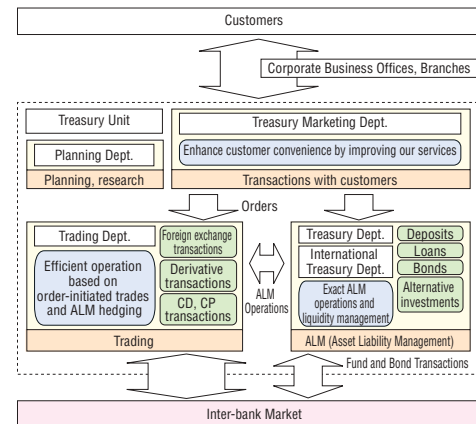 Customers
Corporate Business Offices, Branches
Treasury Unit
Planning Dept.
Planning, research
Treasury Marketing Dept.
Enhance customer convenience by improving our services
Transactions with customers
Orders
Trading Dept.
Efficient operation
based on
order-initiated trades
and ALM hedging
Foreign exchange
transactions
Derivative
transactions
CD, CP
transactions
Trading
ALM
Operations
Treasury Dept.
International
Treasury Dept.
Exact ALM
operations and
liquidity management
Deposits
Loans
Bonds
Alternative
investments
ALM (Asset Liability Management)
Fund and Bond Transactions
Inter-bank Market